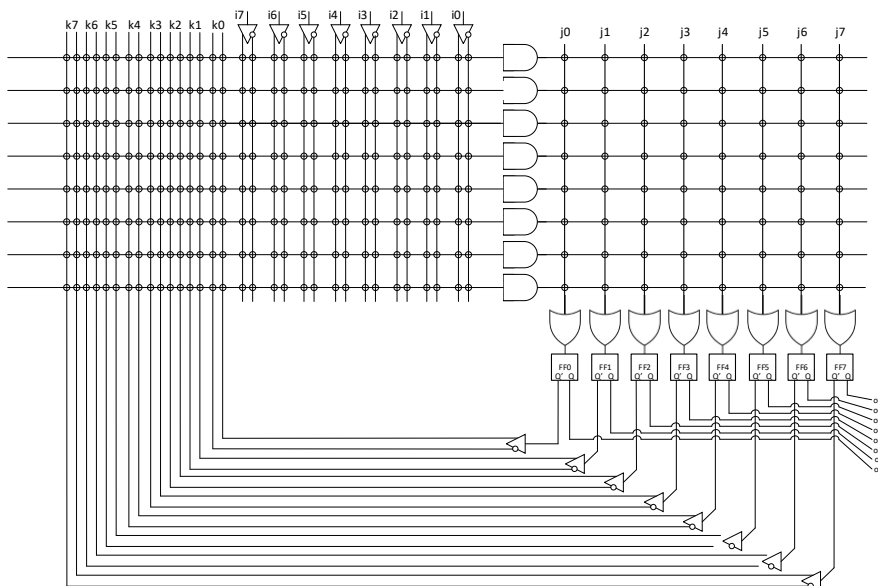 i7 i6 i5 i4 i3 i2 i1 i0
k7 k6 k5 k4 k3 k2 k1 k0
j0 j1 j2 j3 j4 j5 j6 j7
FF0 FF1 FF2 FF3 FF4 FF5 FF6 FF7
Q' Q Q' Q Q' Q Q' Q Q' Q Q' Q Q' Q Q' Q